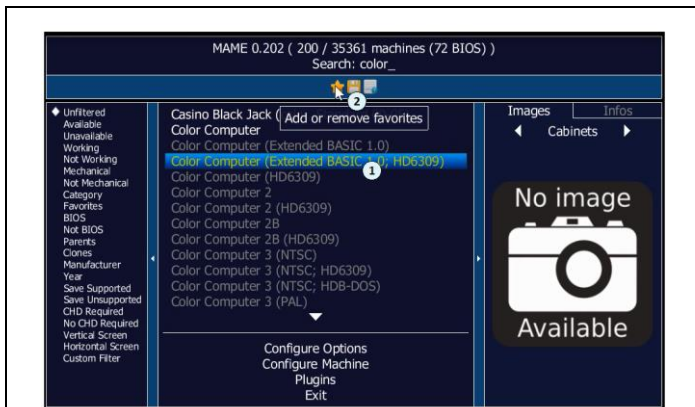 MAME 0.202 ( 200 / 35361 machines (72 BIOS) )
Search: color_
2
Add or remove favorites
Unfiltered
Available
Unavailable
Working
Not Working
Mechanical
Not Mechanical
Category
Favorites
BIOS
Not BIOS
Parents
Clones
Manufacturer
Year
Save Supported
Save Unsupported
CHD Required
No CHD Required
Vertical Screen
Horizontal Screen
Custom Filter
Casino Black Jack (
Color Computer
Color Computer (Extended BASIC 1.0)
Color Computer (Extended BASIC 1.0; HD6309)
1
Color Computer (HD6309)
Color Computer 2
Color Computer 2 (HD6309)
Color Computer 2B
Color Computer 2B (HD6309)
Color Computer 3 (NTSC)
Color Computer 3 (NTSC; HD6309)
Color Computer 3 (NTSC; HDB-DOS)
Color Computer 3 (PAL)
Configure Options
Configure Machine
Plugins
Exit
Images Infos
Cabinets
No image
Available